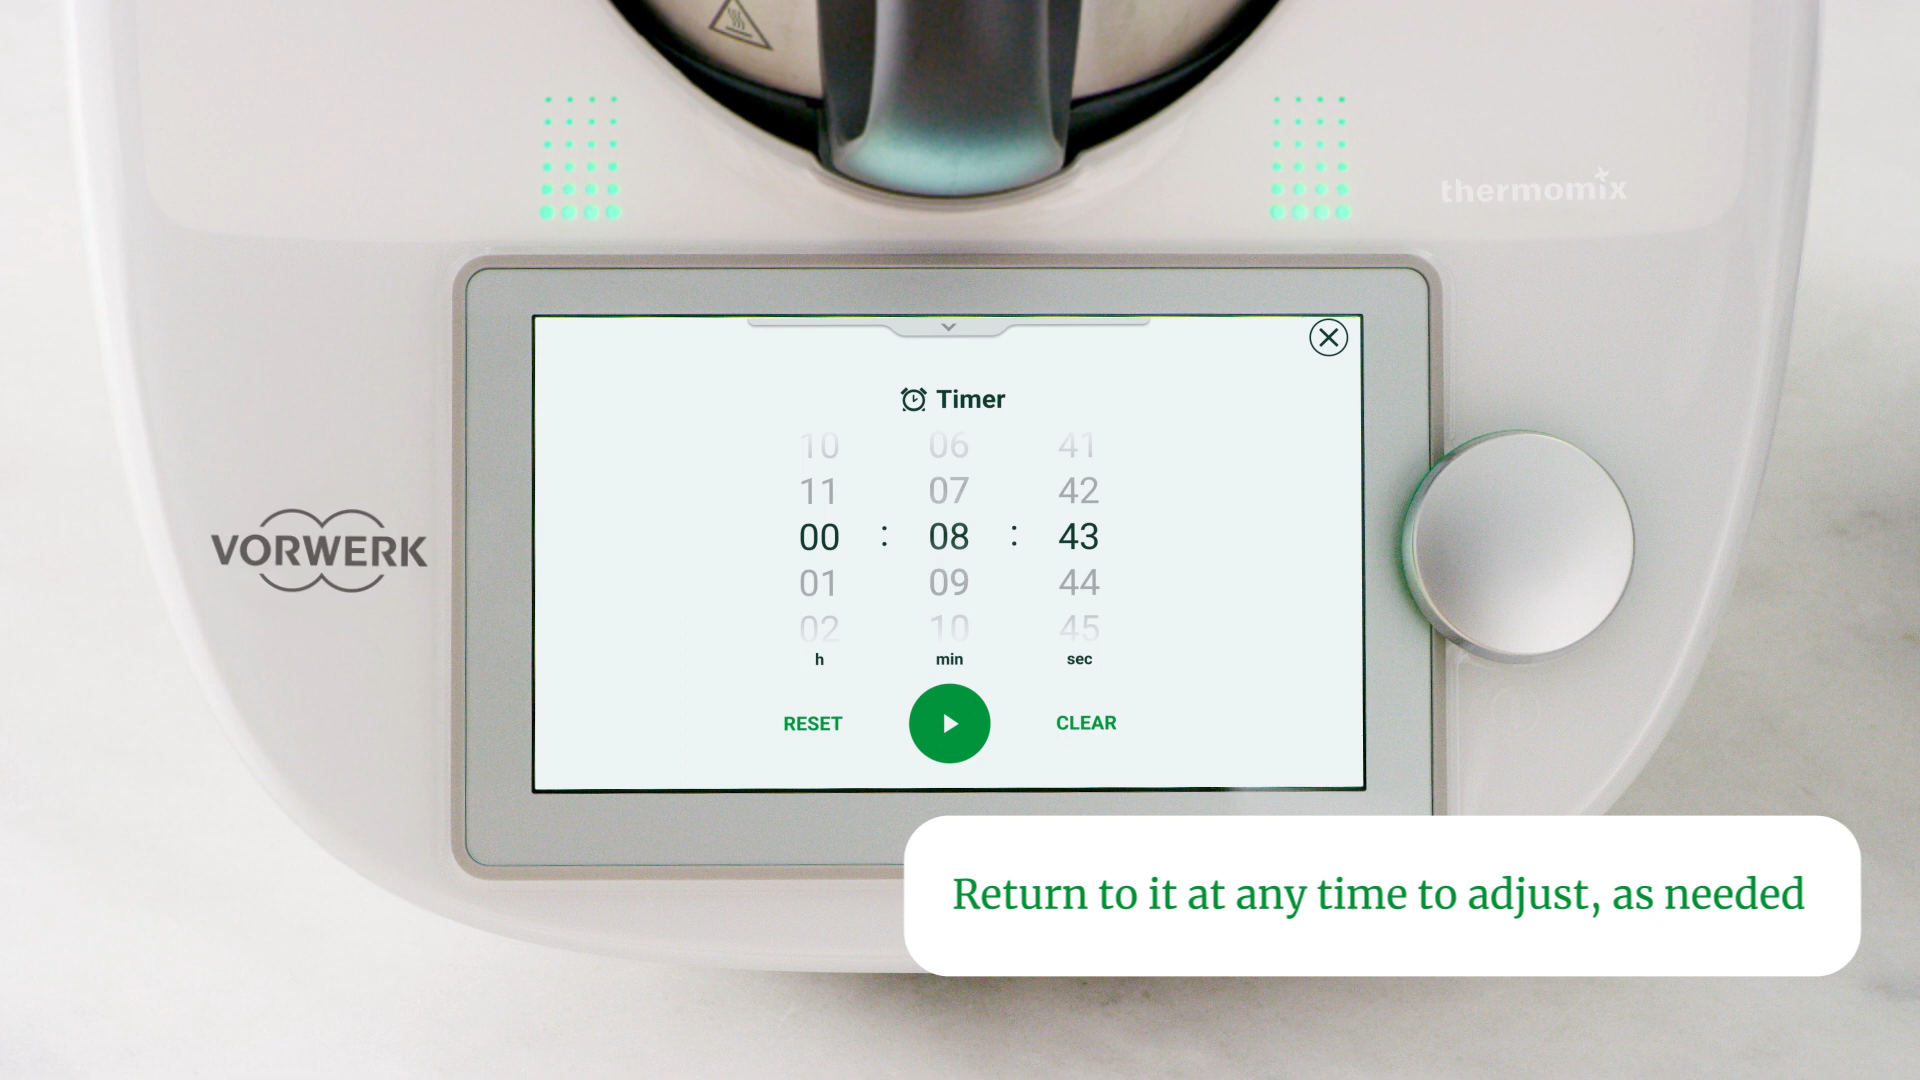 thermomix
VORWERK
Timer
10 06 41
11 07 42
00 : 08 : 43
01 09 44
02 10 45
h min sec
RESET CLEAR
Return to it at any time to adjust, as needed